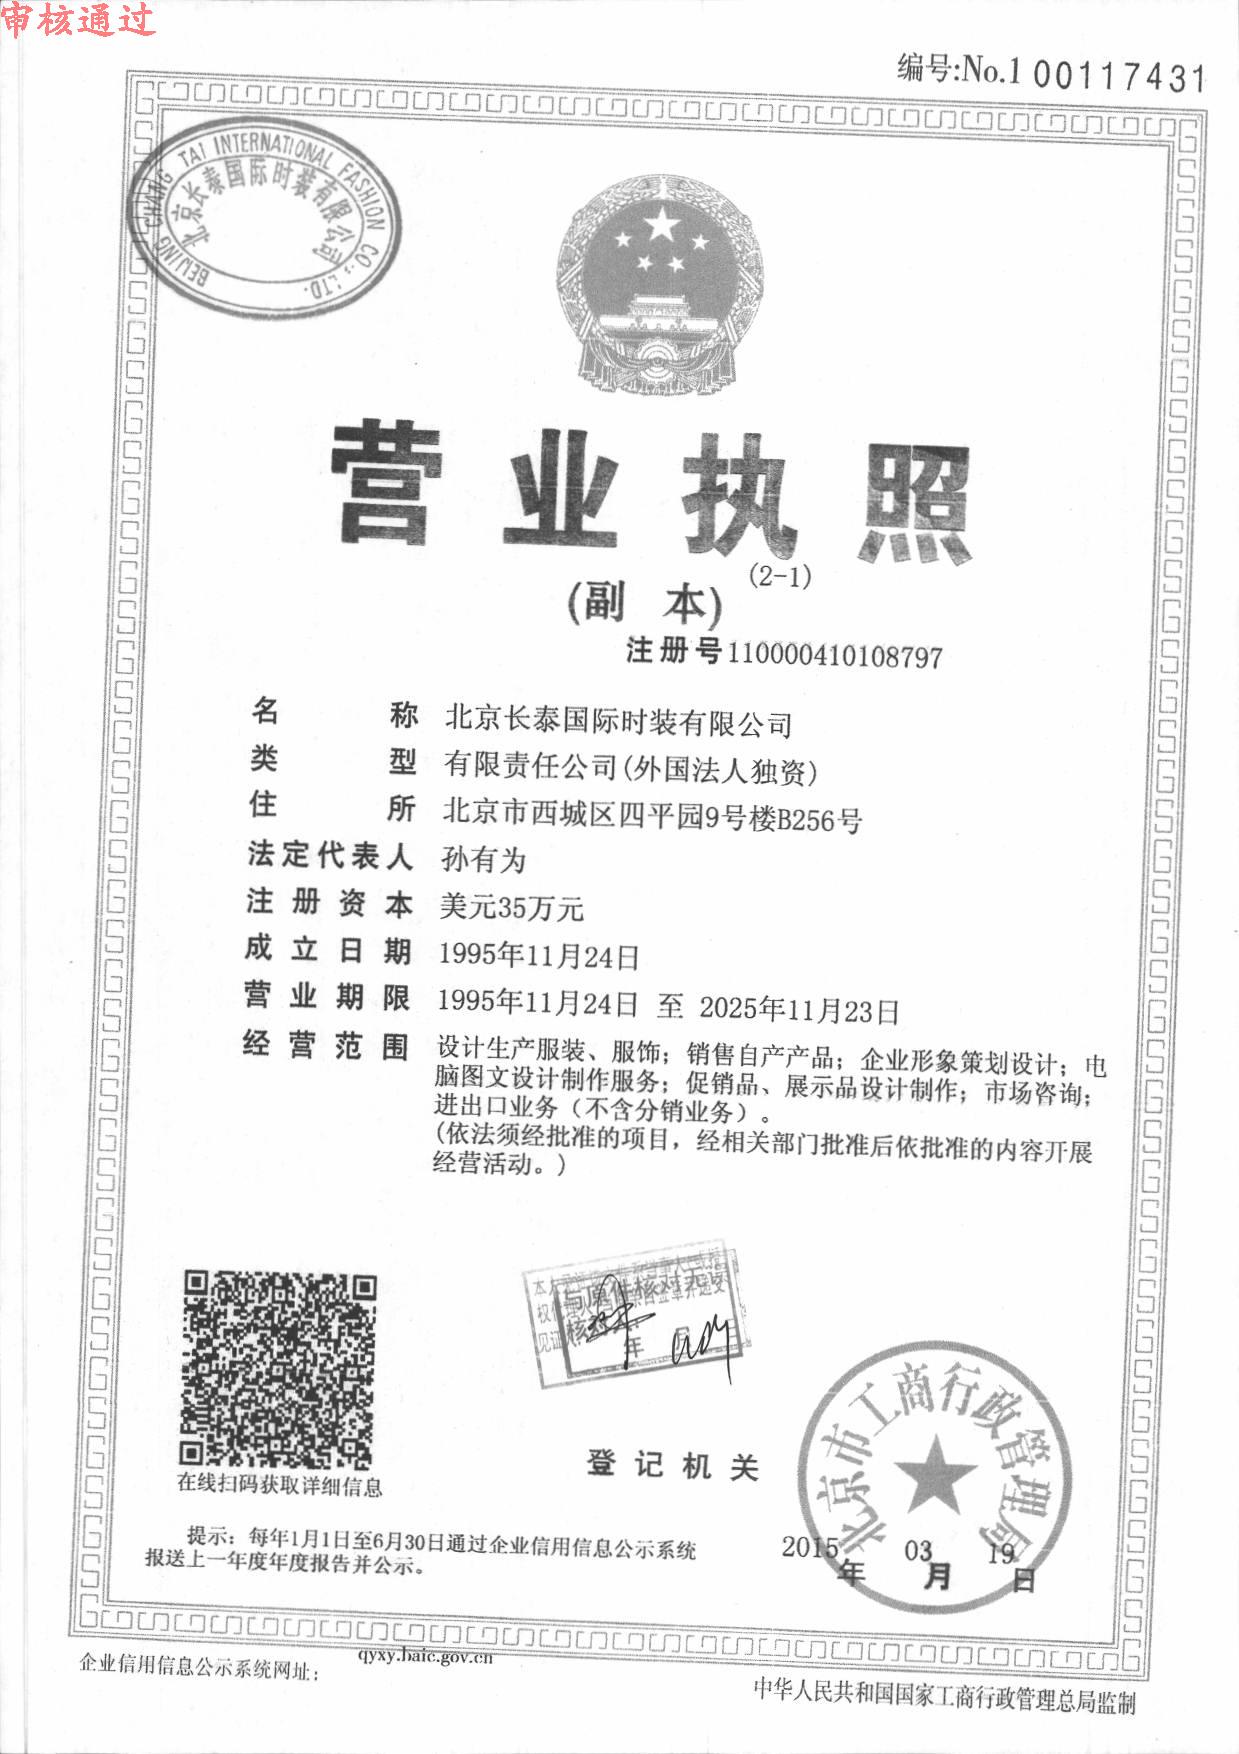 审核通过
编号:No.1 00117431
BEIJING CHANG TAI INTERNATIONAL FASHION CO.,LTD.
北京长泰国际时装有限公司
营业执照
(副 本)
(2-1)
注册号110000410108797
名 称 北京长泰国际时装有限公司
类 型 有限责任公司(外国法人独资)
住 所 北京市西城区四平园9号楼B256号
法定代表人 孙有为
注册资本 美元35万元
成立日期 1995年11月24日
营业期限 1995年11月24日 至 2025年11月23日
经营范围 设计生产服装、服饰；销售自产产品；企业形象策划设计；电
脑图文设计制作服务；促销品、展示品设计制作；市场咨询；
进出口业务（不含分销业务）。
(依法须经批准的项目，经相关部门批准后依批准的内容开展
经营活动。)
与原件核对无
年 月 日
在线扫码获取详细信息
登记机关
北京市工商行政管理局
提示：每年1月1日至6月30日通过企业信用信息公示系统
报送上一年度年度报告并公示。
2015年 03月 19日
企业信用信息公示系统网址： qyxy.baic.gov.cn
中华人民共和国国家工商行政管理总局监制